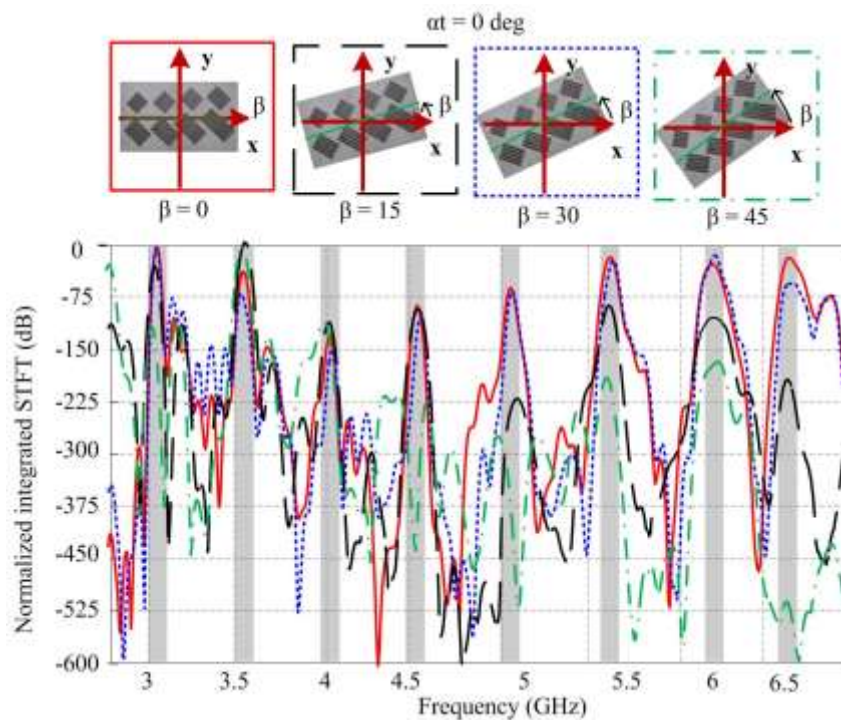 αt = 0 deg
y y y y
β β β β
x x x x
β = 0 β = 15 β = 30 β = 45
Normalized integrated STFT (dB)
0
-75
-150
-225
-300
-375
-450
-525
-600
3 3.5 4 4.5 5 5.5 6 6.5
Frequency (GHz)